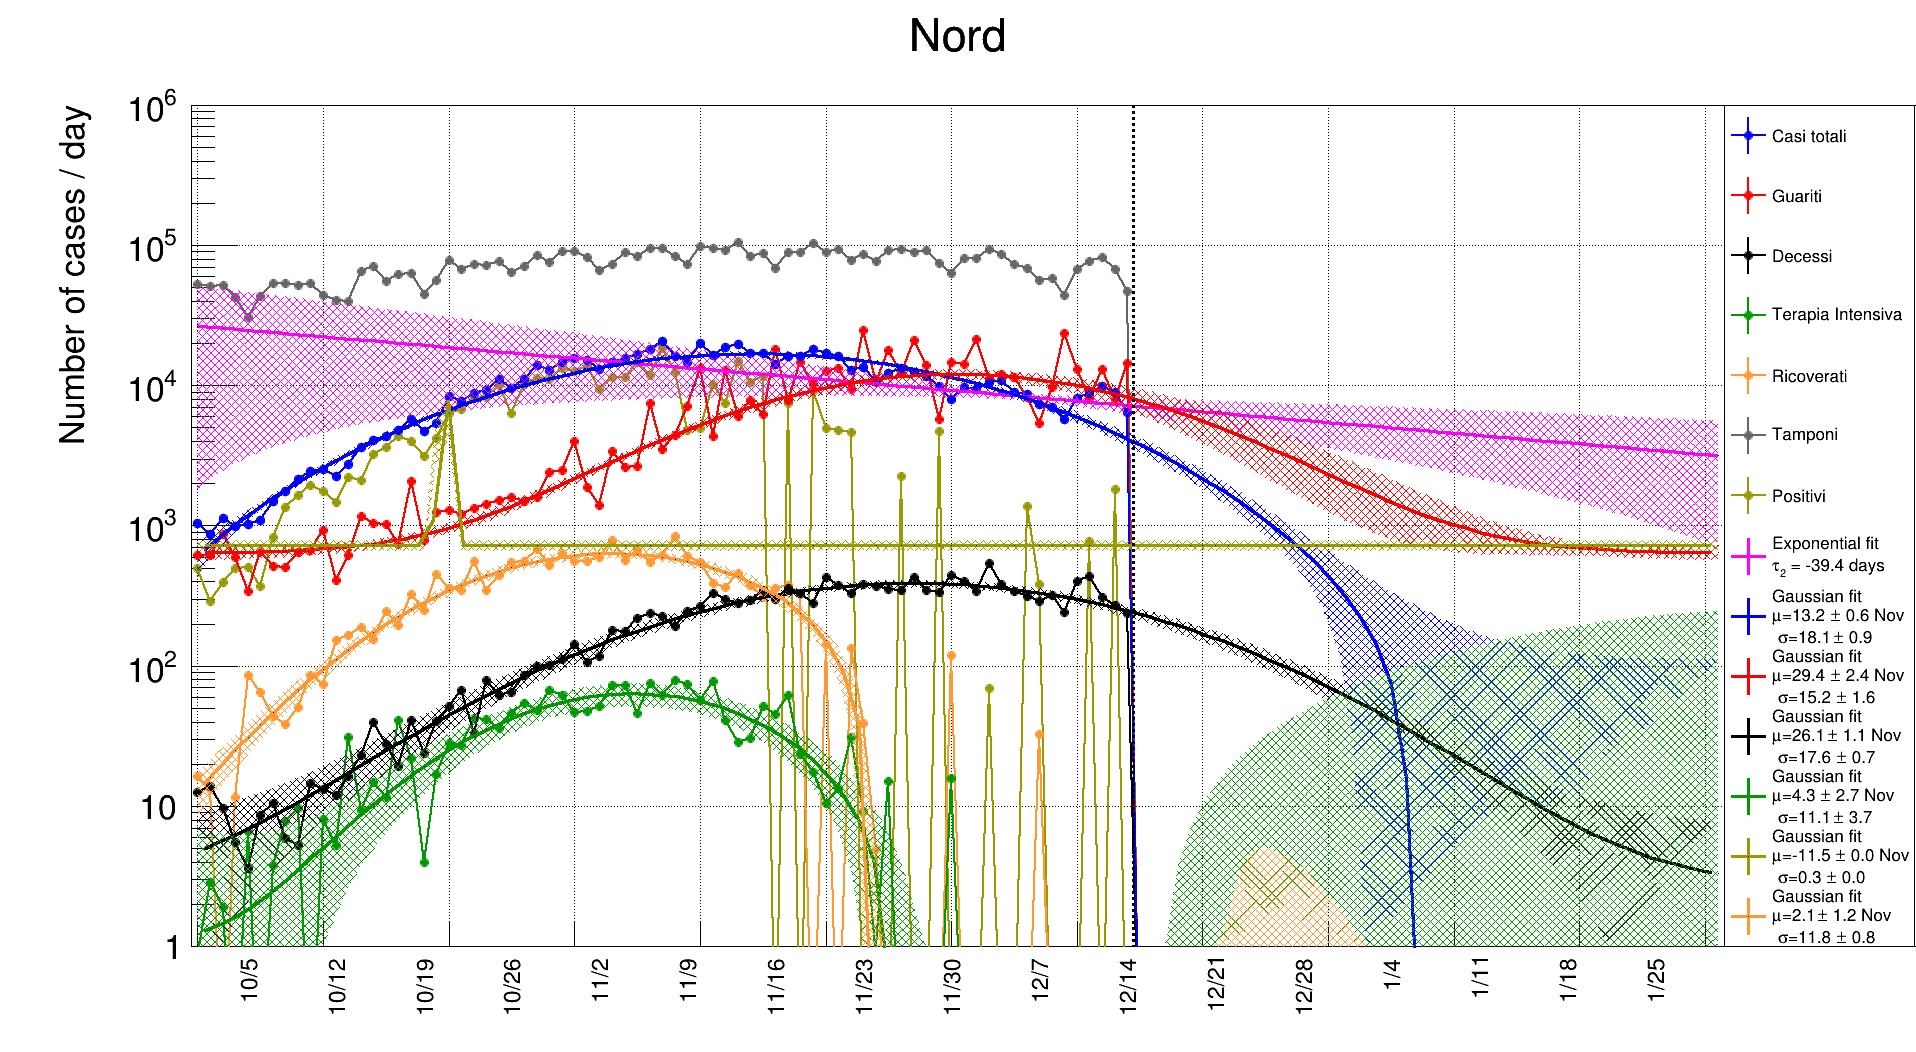 Nord
Number of cases / day
10^6
10^5
10^4
10^3
10^2
10
1
10/5
10/12
10/19
10/26
11/2
11/9
11/16
11/23
11/30
12/7
12/14
12/21
12/28
1/4
1/11
1/18
1/25
Casi totali
Guariti
Decessi
Terapia Intensiva
Ricoverati
Tamponi
Positivi
Exponential fit
τ₂ = -39.4 days
Gaussian fit
μ=13.2 ± 0.6 Nov
σ=18.1 ± 0.9
Gaussian fit
μ=29.4 ± 2.4 Nov
σ=15.2 ± 1.6
Gaussian fit
μ=26.1 ± 1.1 Nov
σ=17.6 ± 0.7
Gaussian fit
μ=4.3 ± 2.7 Nov
σ=11.1 ± 3.7
Gaussian fit
μ=-11.5 ± 0.0 Nov
σ=0.3 ± 0.0
Gaussian fit
μ=2.1 ± 1.2 Nov
σ=11.8 ± 0.8